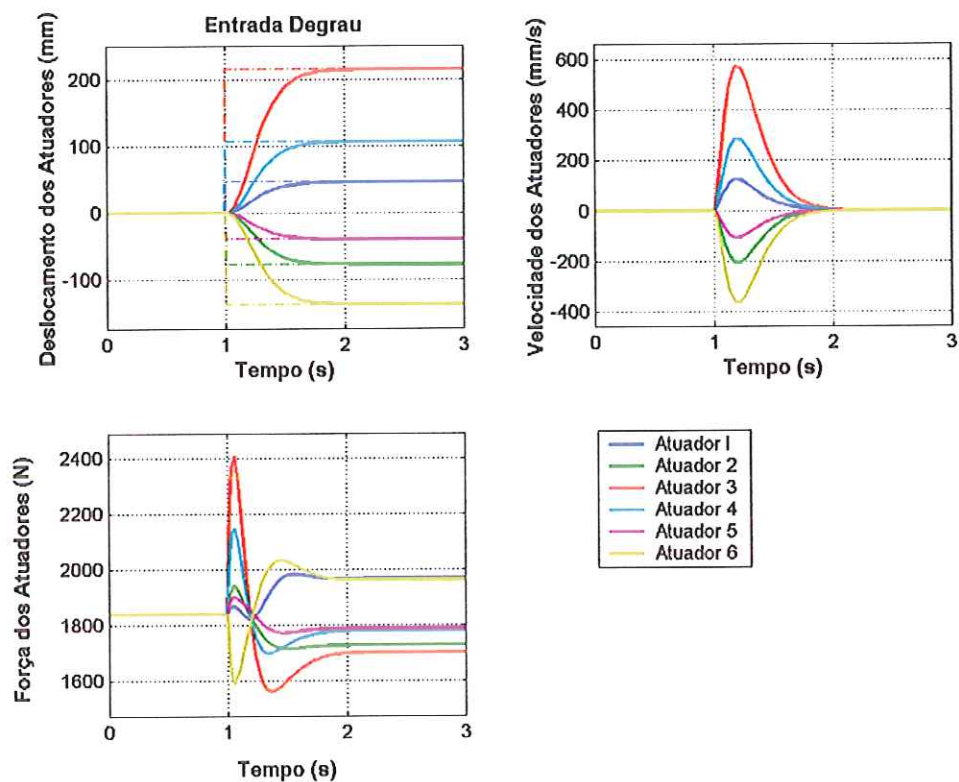 Entrada Degrau
Deslocamento dos Atuadores (mm)
200
100
0
-100
0
1
2
3
Tempo (s)
Velocidade dos Atuadores (mm/s)
600
400
200
0
-200
-400
0
1
2
3
Tempo (s)
Força dos Atuadores (N)
2400
2200
2000
1800
1600
0
1
2
3
Tempo (s)
Atuador 1
Atuador 2
Atuador 3
Atuador 4
Atuador 5
Atuador 6